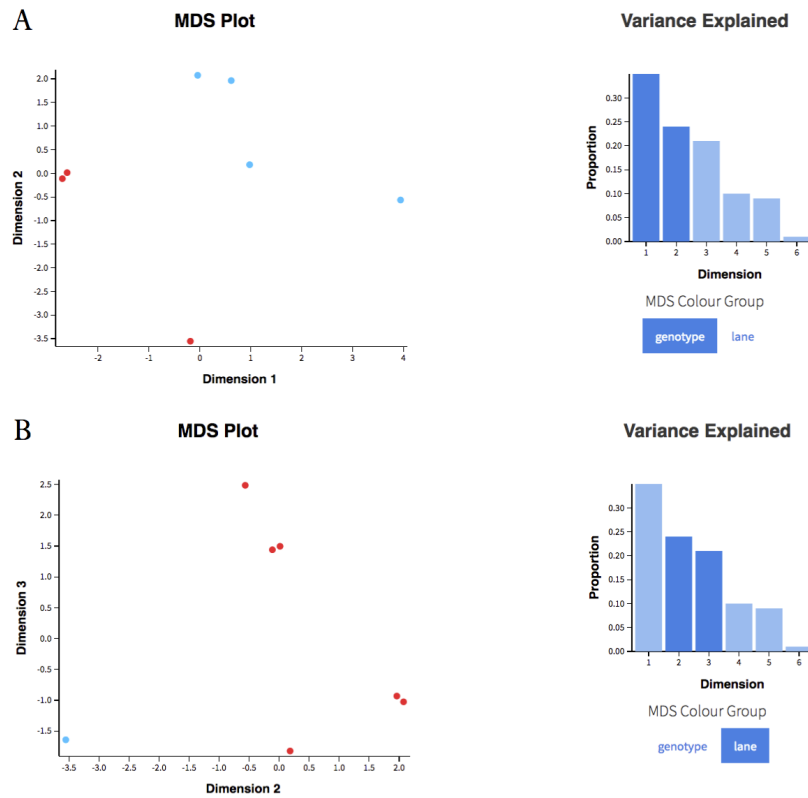 A
MDS Plot
Variance Explained
2.0
1.5
1.0
0.5
0.0
-0.5
-1.0
-1.5
-2.0
-2.5
-3.0
-3.5
Dimension 2
-2 -1 0 1 2 3 4
Dimension 1
0.30
0.25
0.20
0.15
0.10
0.05
0.00
Proportion
1 2 3 4 5 6
Dimension
MDS Colour Group
genotype lane
B
MDS Plot
Variance Explained
2.5
2.0
1.5
1.0
0.5
0.0
-0.5
-1.0
-1.5
Dimension 3
-3.5 -3.0 -2.5 -2.0 -1.5 -1.0 -0.5 0.0 0.5 1.0 1.5 2.0
Dimension 2
0.30
0.25
0.20
0.15
0.10
0.05
0.00
Proportion
1 2 3 4 5 6
Dimension
MDS Colour Group
genotype lane